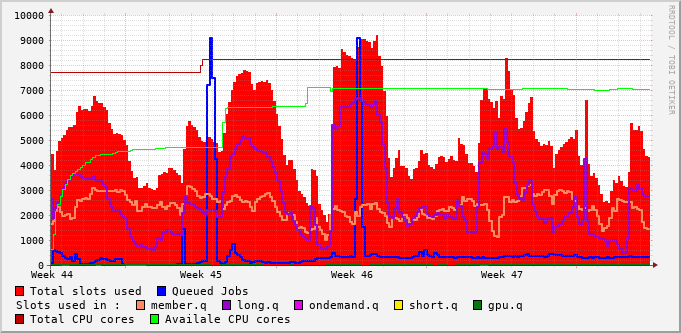 10000
9000
8000
7000
6000
5000
4000
3000
2000
1000
0
Week 44 Week 45 Week 46 Week 47
RRDTOOL / TOBI OETIKER
Total slots used Queued Jobs
Slots used in : member.q long.q ondemand.q short.q gpu.q
Total CPU cores Availale CPU cores